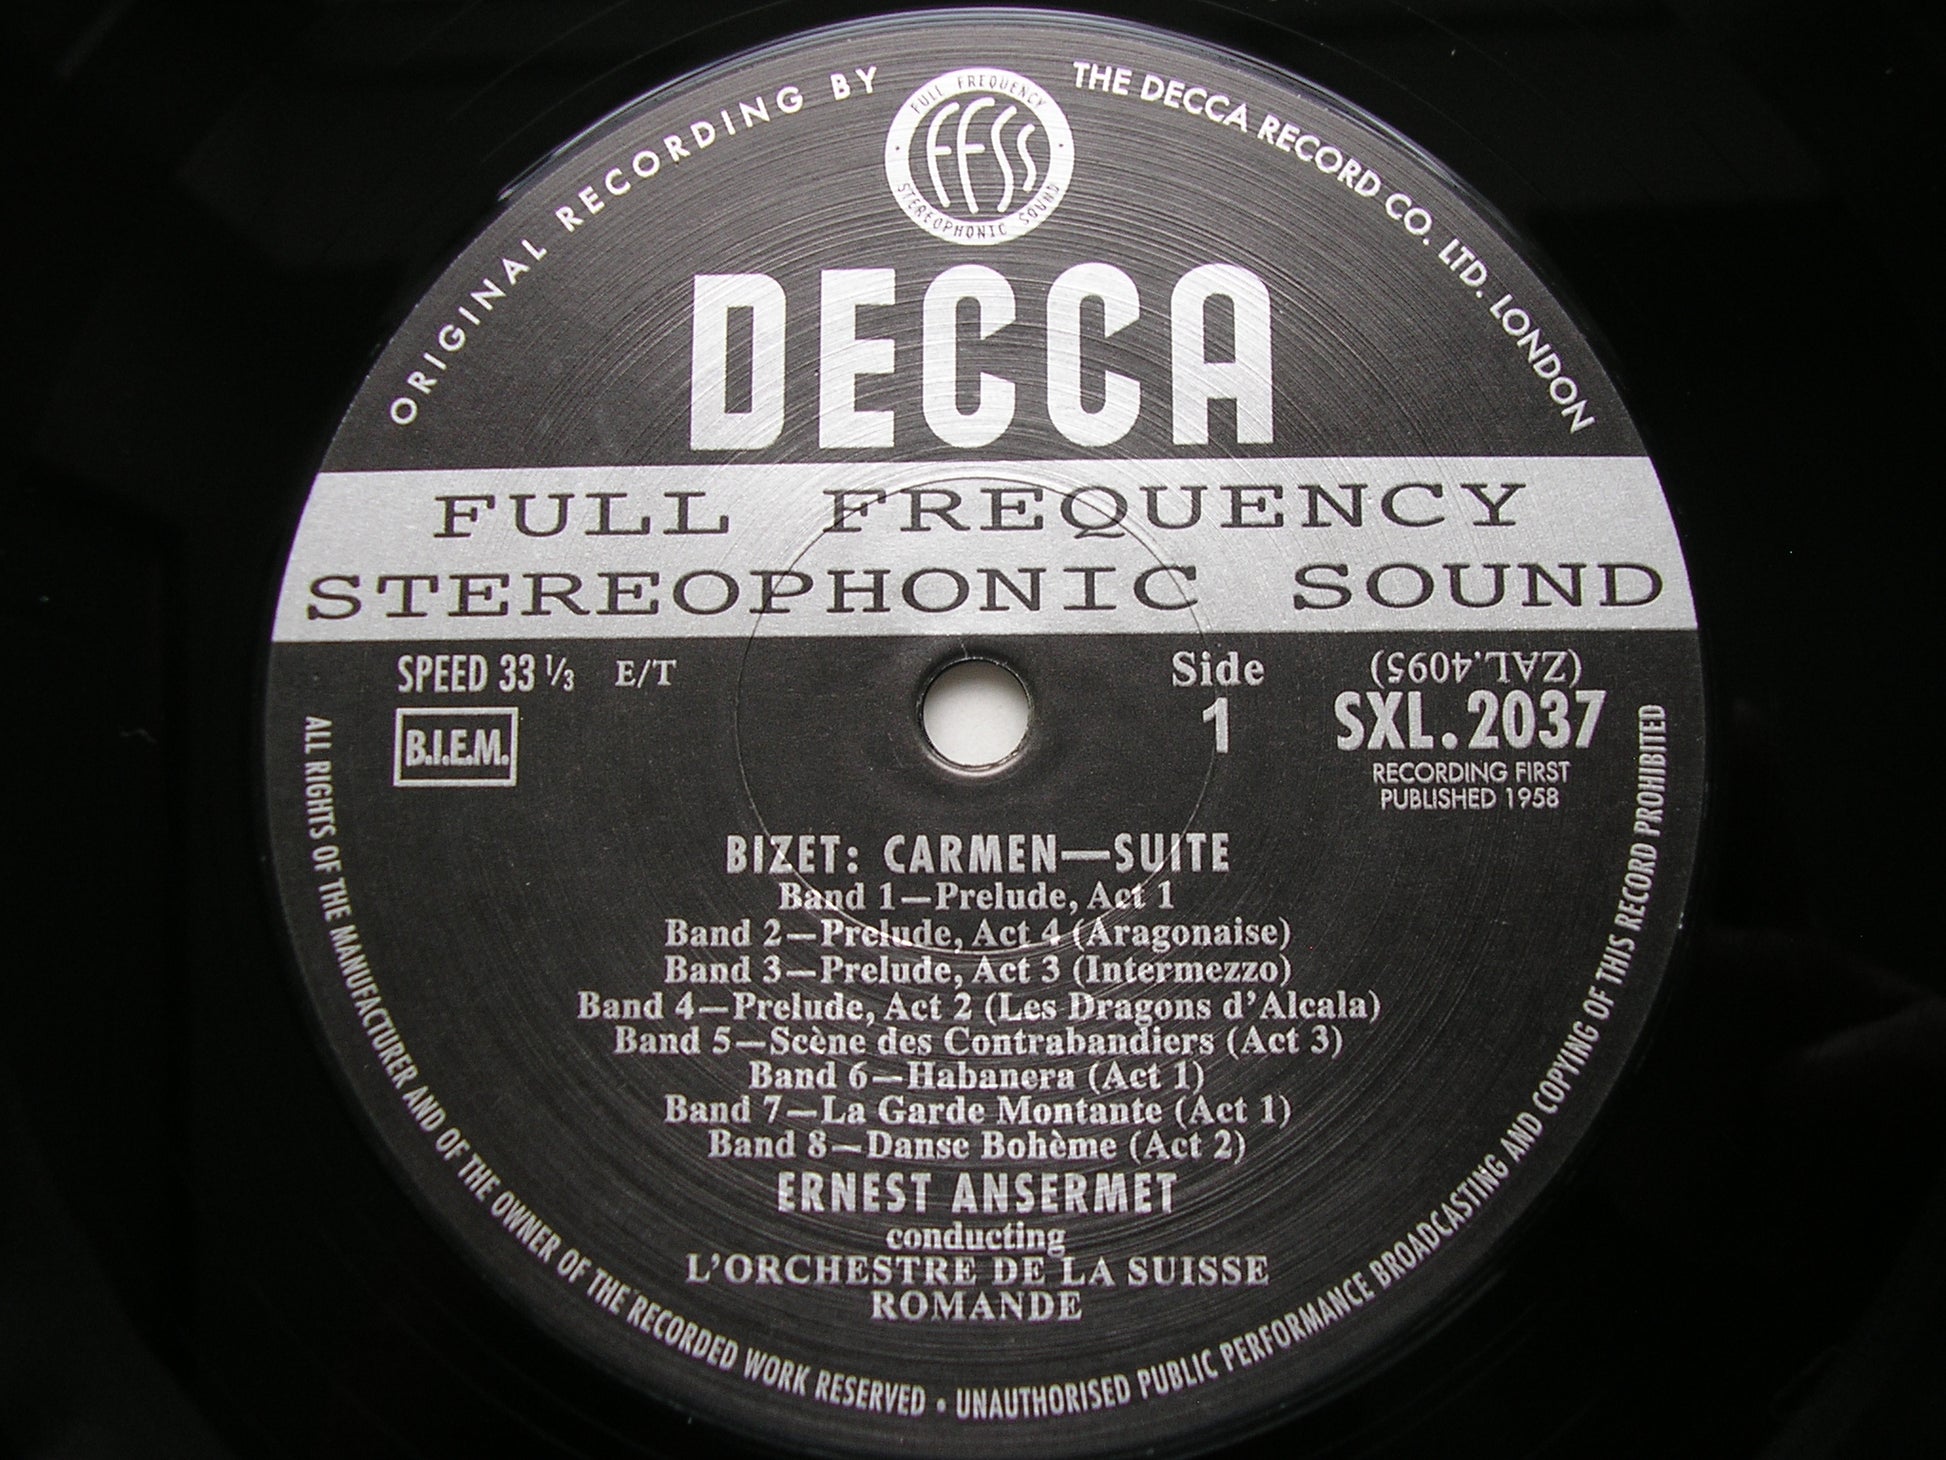 ORIGINAL RECORDING BY
THE DECCA RECORD CO. LTD. LONDON
FULL FREQUENCY
FFSS
STEREOPHONIC SOUND
DECCA
FULL FREQUENCY
STEREOPHONIC SOUND
SPEED 33 ⅓ E/T
B.I.E.M.
Side
1
(ZAL.4095)
SXL.2037
RECORDING FIRST
PUBLISHED 1958
BIZET: CARMEN—SUITE
Band 1—Prelude, Act 1
Band 2—Prelude, Act 4 (Aragonaise)
Band 3—Prelude, Act 3 (Intermezzo)
Band 4—Prelude, Act 2 (Les Dragons d'Alcala)
Band 5—Scène des Contrabandiers (Act 3)
Band 6—Habanera (Act 1)
Band 7—La Garde Montante (Act 1)
Band 8—Danse Bohème (Act 2)
ERNEST ANSERMET
conducting
L'ORCHESTRE DE LA SUISSE
ROMANDE
ALL RIGHTS OF THE MANUFACTURER AND OF THE OWNER OF THE RECORDED WORK RESERVED • UNAUTHORISED PUBLIC PERFORMANCE BROADCASTING AND COPYING OF THIS RECORD PROHIBITED